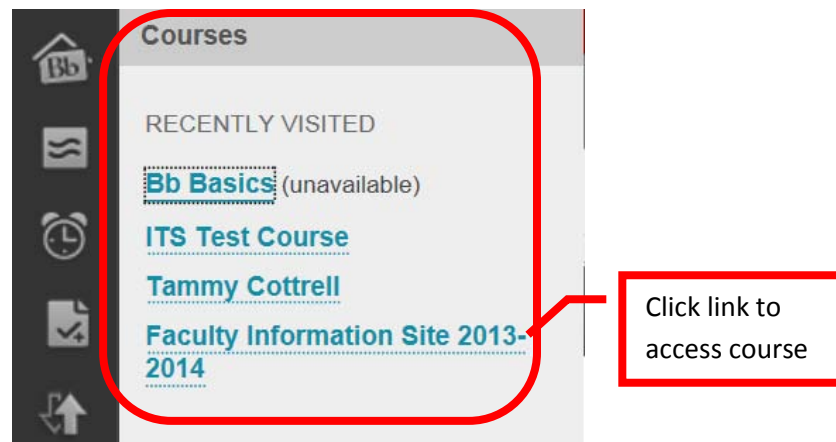 Courses
Bb
RECENTLY VISITED
Bb Basics (unavailable)
ITS Test Course
Tammy Cottrell
Faculty Information Site 2013-
2014
Click link to
access course